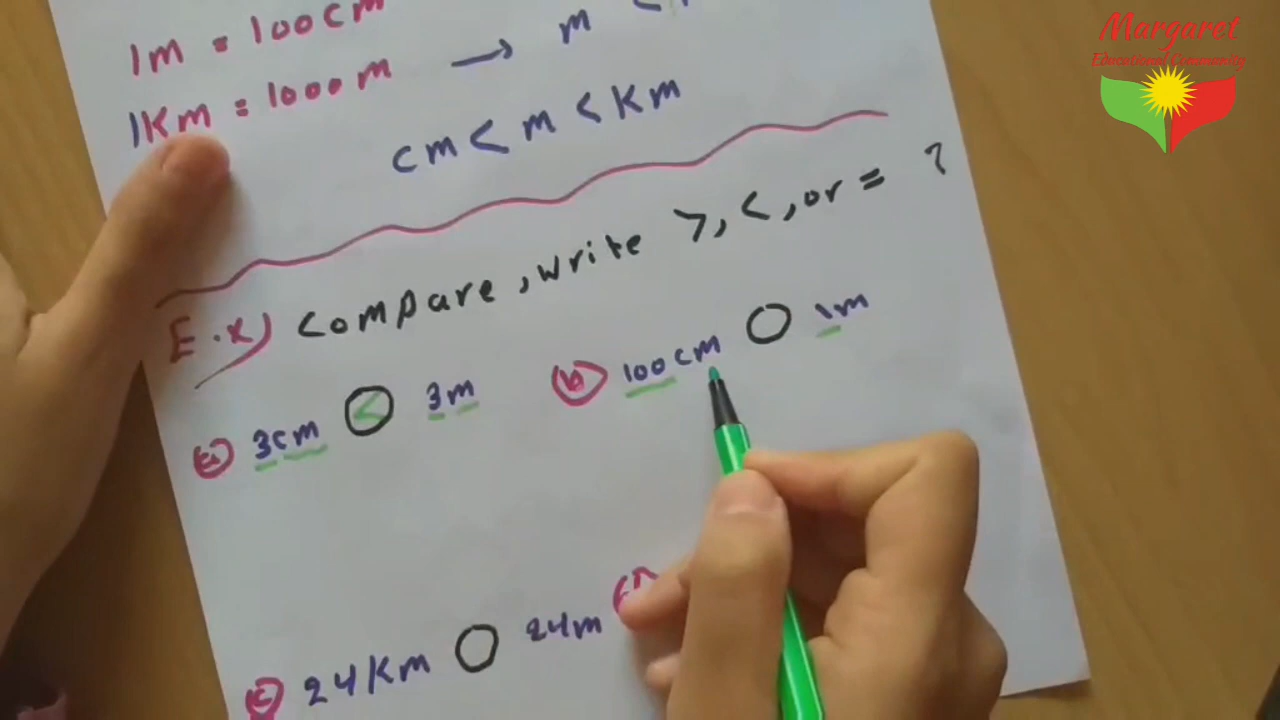 Margaret
Educational Community
1m = 100cm
1Km = 1000m → m <
cm < m < Km
E.x) Compare, write >, <, or = ?
a 3cm < 3m
b 100cm 1m
c 24Km 24m